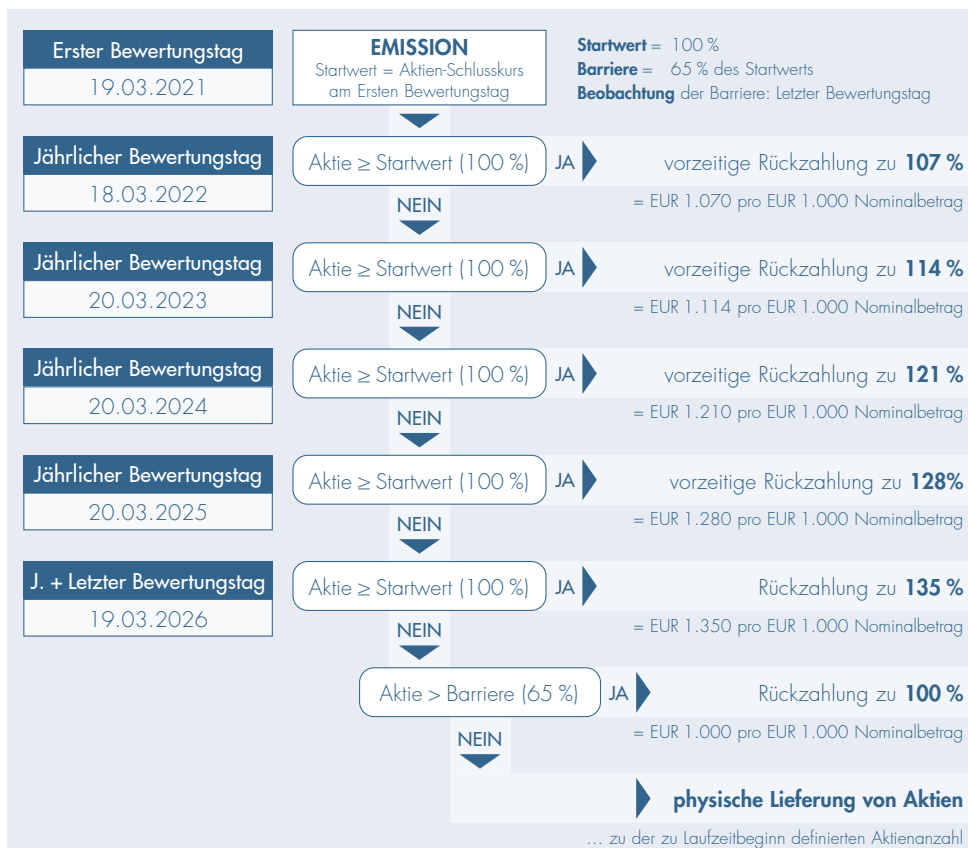 Erster Bewertungstag
19.03.2021
EMISSION
Startwert = Aktien-Schlusskurs
am Ersten Bewertungstag
Startwert = 100 %
Barriere = 65 % des Startwerts
Beobachtung der Barriere: Letzter Bewertungstag
Jährlicher Bewertungstag
18.03.2022
Aktie ≥ Startwert (100 %)
JA
vorzeitige Rückzahlung zu 107 %
= EUR 1.070 pro EUR 1.000 Nominalbetrag
NEIN
Jährlicher Bewertungstag
20.03.2023
Aktie ≥ Startwert (100 %)
JA
vorzeitige Rückzahlung zu 114 %
= EUR 1.114 pro EUR 1.000 Nominalbetrag
NEIN
Jährlicher Bewertungstag
20.03.2024
Aktie ≥ Startwert (100 %)
JA
vorzeitige Rückzahlung zu 121 %
= EUR 1.210 pro EUR 1.000 Nominalbetrag
NEIN
Jährlicher Bewertungstag
20.03.2025
Aktie ≥ Startwert (100 %)
JA
vorzeitige Rückzahlung zu 128%
= EUR 1.280 pro EUR 1.000 Nominalbetrag
NEIN
J. + Letzter Bewertungstag
19.03.2026
Aktie ≥ Startwert (100 %)
JA
Rückzahlung zu 135 %
= EUR 1.350 pro EUR 1.000 Nominalbetrag
NEIN
Aktie > Barriere (65 %)
JA
Rückzahlung zu 100 %
= EUR 1.000 pro EUR 1.000 Nominalbetrag
NEIN
physische Lieferung von Aktien
... zu der zu Laufzeitbeginn definierten Aktienanzahl